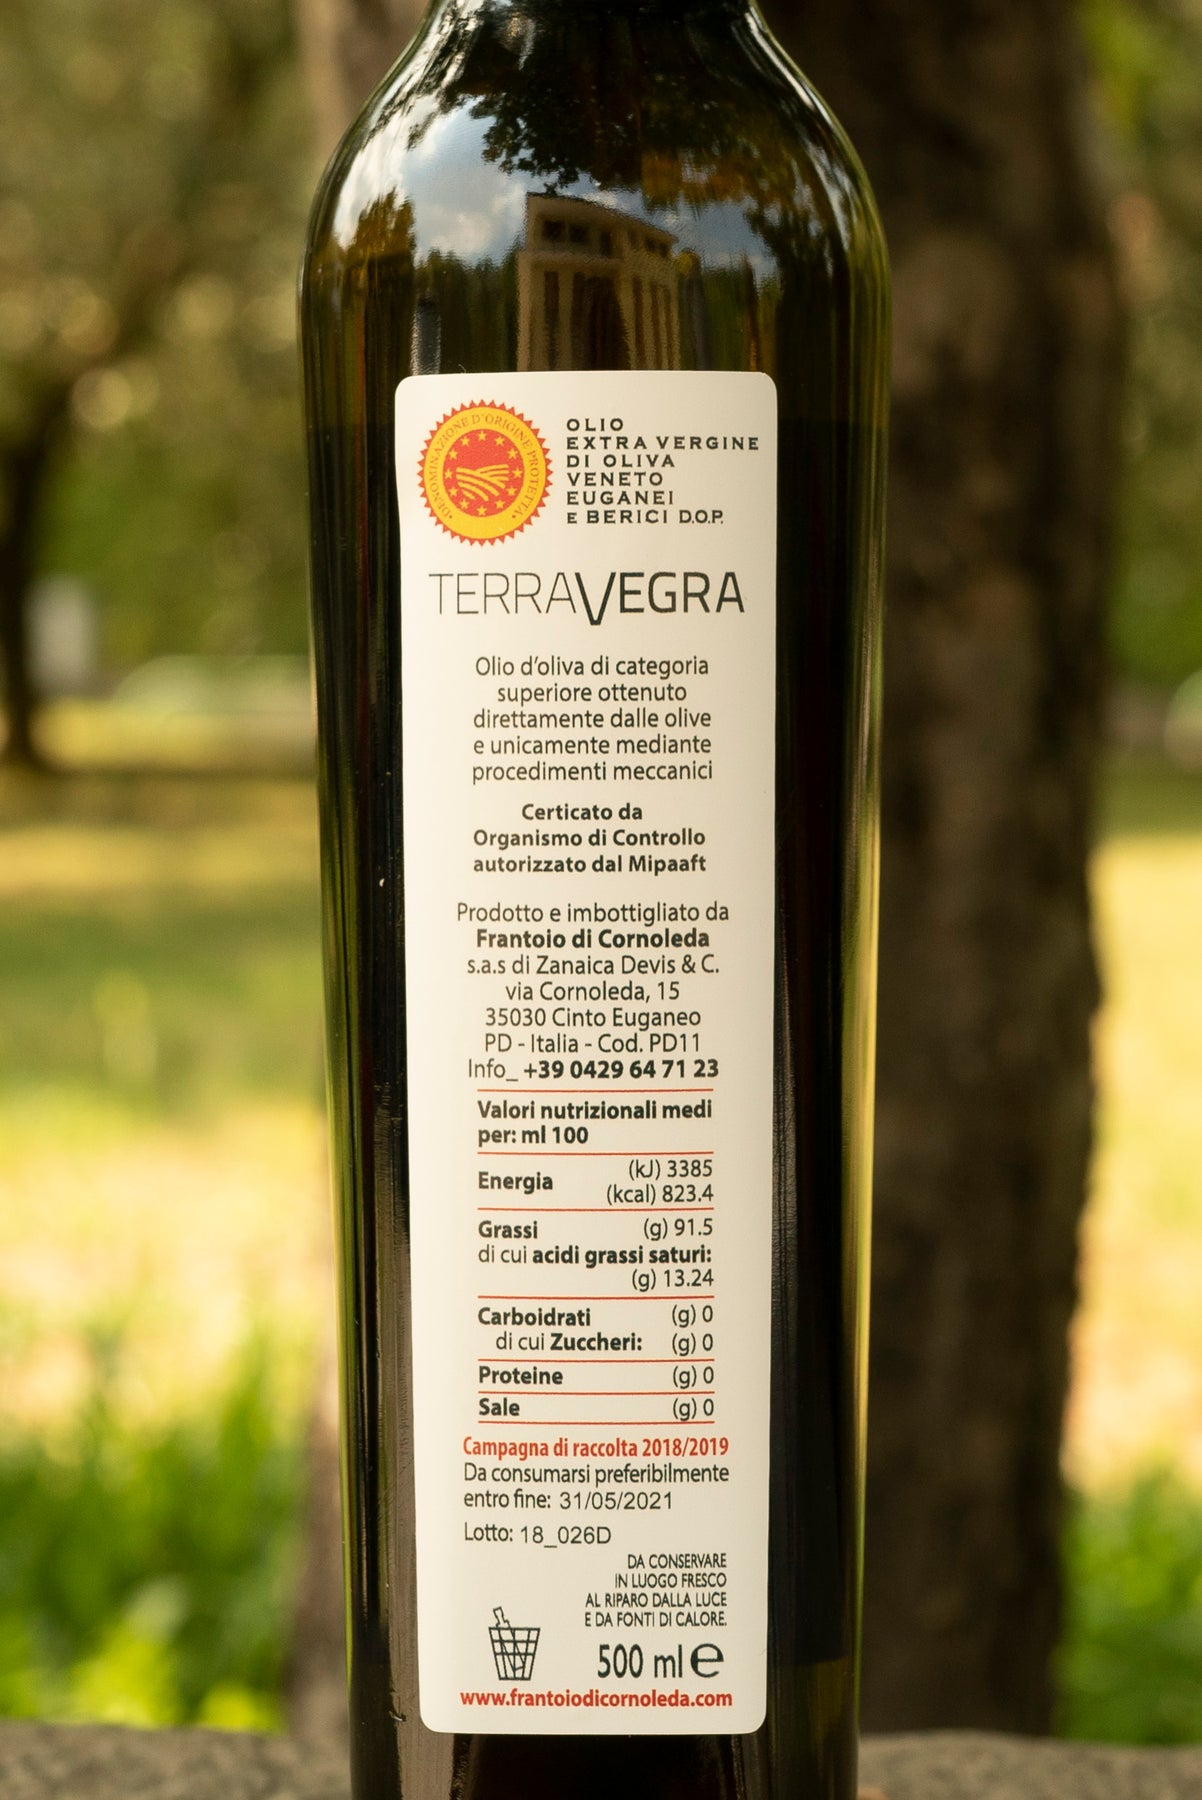 DENOMINAZIONE D'ORIGINE PROTETTA
OLIO
EXTRA VERGINE
DI OLIVA
VENETO
EUGANEI
E BERICI D.O.P.
TERRAVEGRA
Olio d'oliva di categoria
superiore ottenuto
direttamente dalle olive
e unicamente mediante
procedimenti meccanici
Certicato da
Organismo di Controllo
autorizzato dal Mipaaft
Prodotto e imbottigliato da
Frantoio di Cornoleda
s.a.s di Zanaica Devis & C.
via Cornoleda, 15
35030 Cinto Euganeo
PD - Italia - Cod. PD11
Info_ +39 0429 64 71 23
Valori nutrizionali medi
per: ml 100
Energia (kJ) 3385
(kcal) 823.4
Grassi (g) 91.5
di cui acidi grassi saturi:
(g) 13.24
Carboidrati (g) 0
di cui Zuccheri: (g) 0
Proteine (g) 0
Sale (g) 0
Campagna di raccolta 2018/2019
Da consumarsi preferibilmente
entro fine: 31/05/2021
Lotto: 18_026D
DA CONSERVARE
IN LUOGO FRESCO
AL RIPARO DALLA LUCE
E DA FONTI DI CALORE.
500 ml e
www.frantoiodicornoleda.com